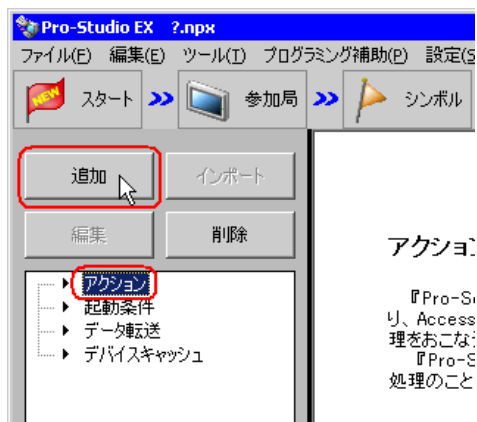 Pro-Studio EX ?.npx
ファイル(F) 編集(E) ツール(T) プログラミング補助(P) 設定(S
NEW スタート >> 参加局 >> シンボル
追加 インポート
編集 削除
アクション
起動条件
データ転送
デバイスキャッシュ
アクション
『Pro-S
り、Access
理をおこな
『Pro-S
処理のこと